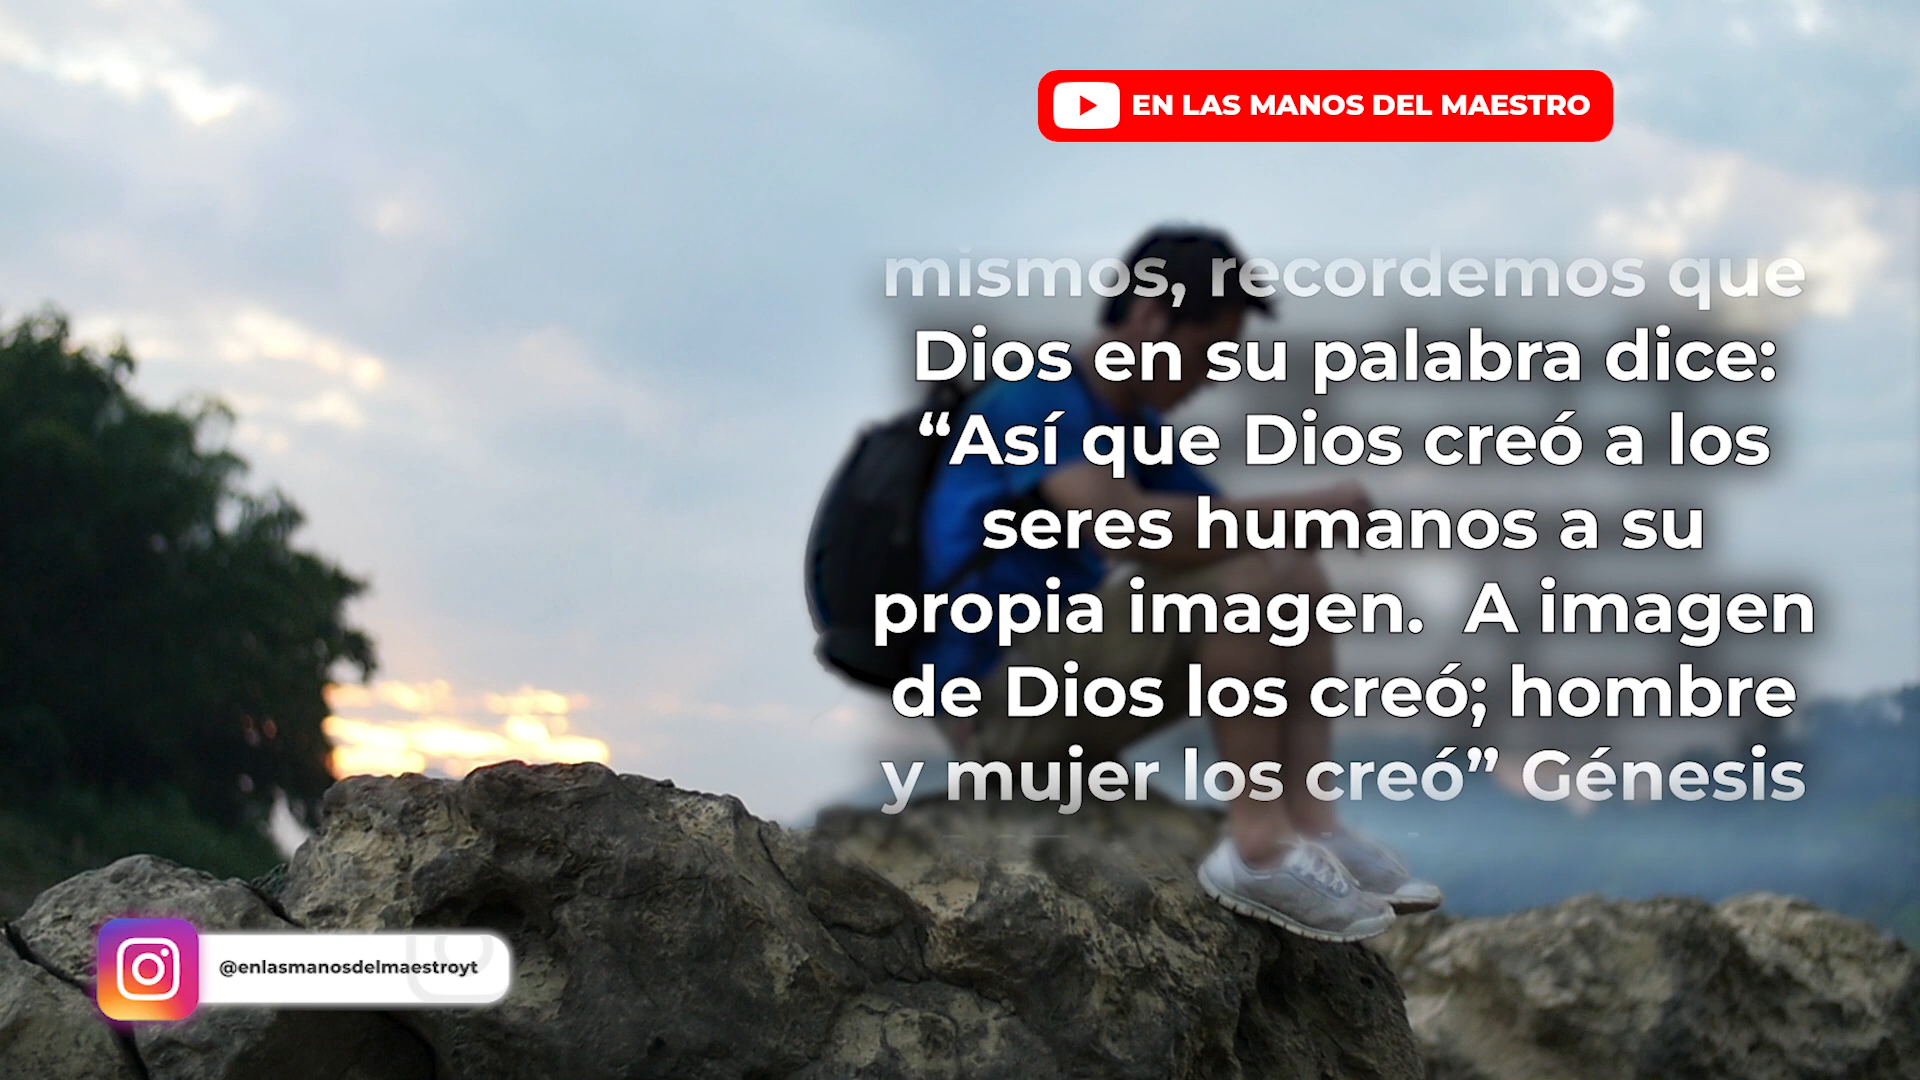 EN LAS MANOS DEL MAESTRO
mismos, recordemos que
Dios en su palabra dice:
“Así que Dios creó a los
seres humanos a su
propia imagen.  A imagen
de Dios los creó; hombre
y mujer los creó” Génesis
@enlasmanosdelmaestroyt